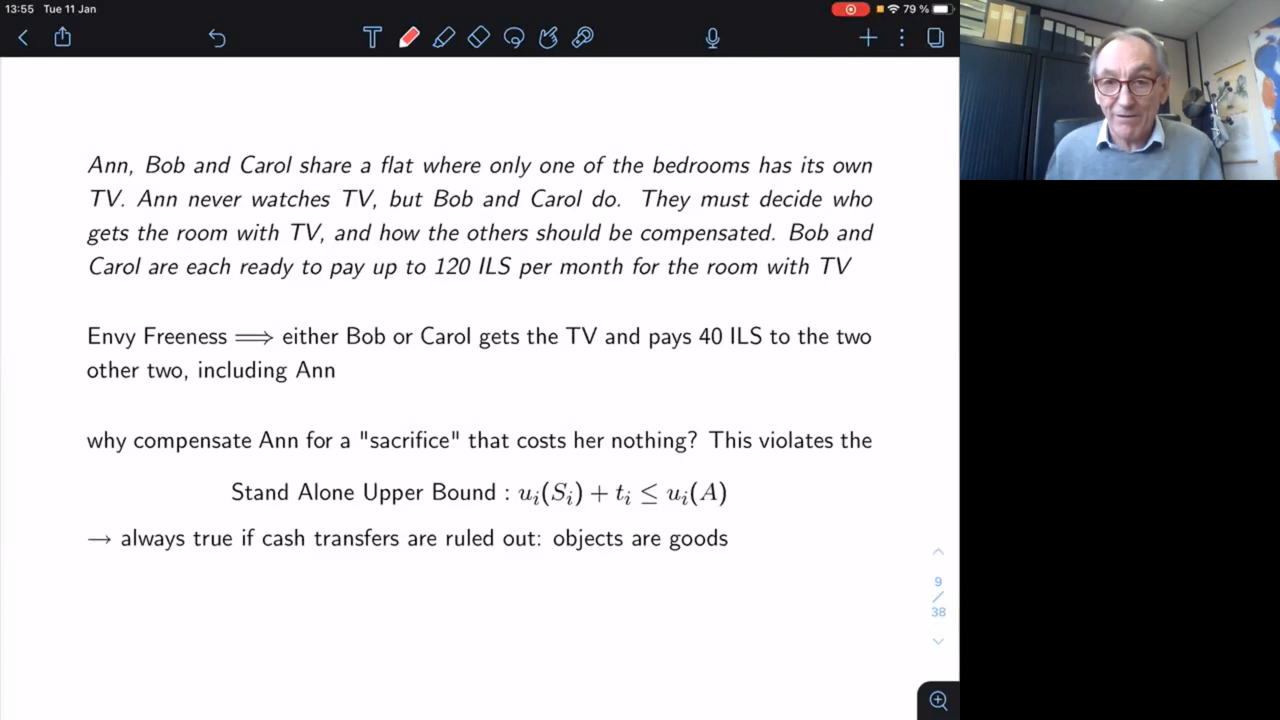 13:55 Tue 11 Jan
79 %
Ann, Bob and Carol share a flat where only one of the bedrooms has its own
TV. Ann never watches TV, but Bob and Carol do. They must decide who
gets the room with TV, and how the others should be compensated. Bob and
Carol are each ready to pay up to 120 ILS per month for the room with TV
Envy Freeness ⟹ either Bob or Carol gets the TV and pays 40 ILS to the two
other two, including Ann
why compensate Ann for a "sacrifice" that costs her nothing? This violates the
Stand Alone Upper Bound : u_i(S_i) + t_i ≤ u_i(A)
→ always true if cash transfers are ruled out: objects are goods
9
/
38